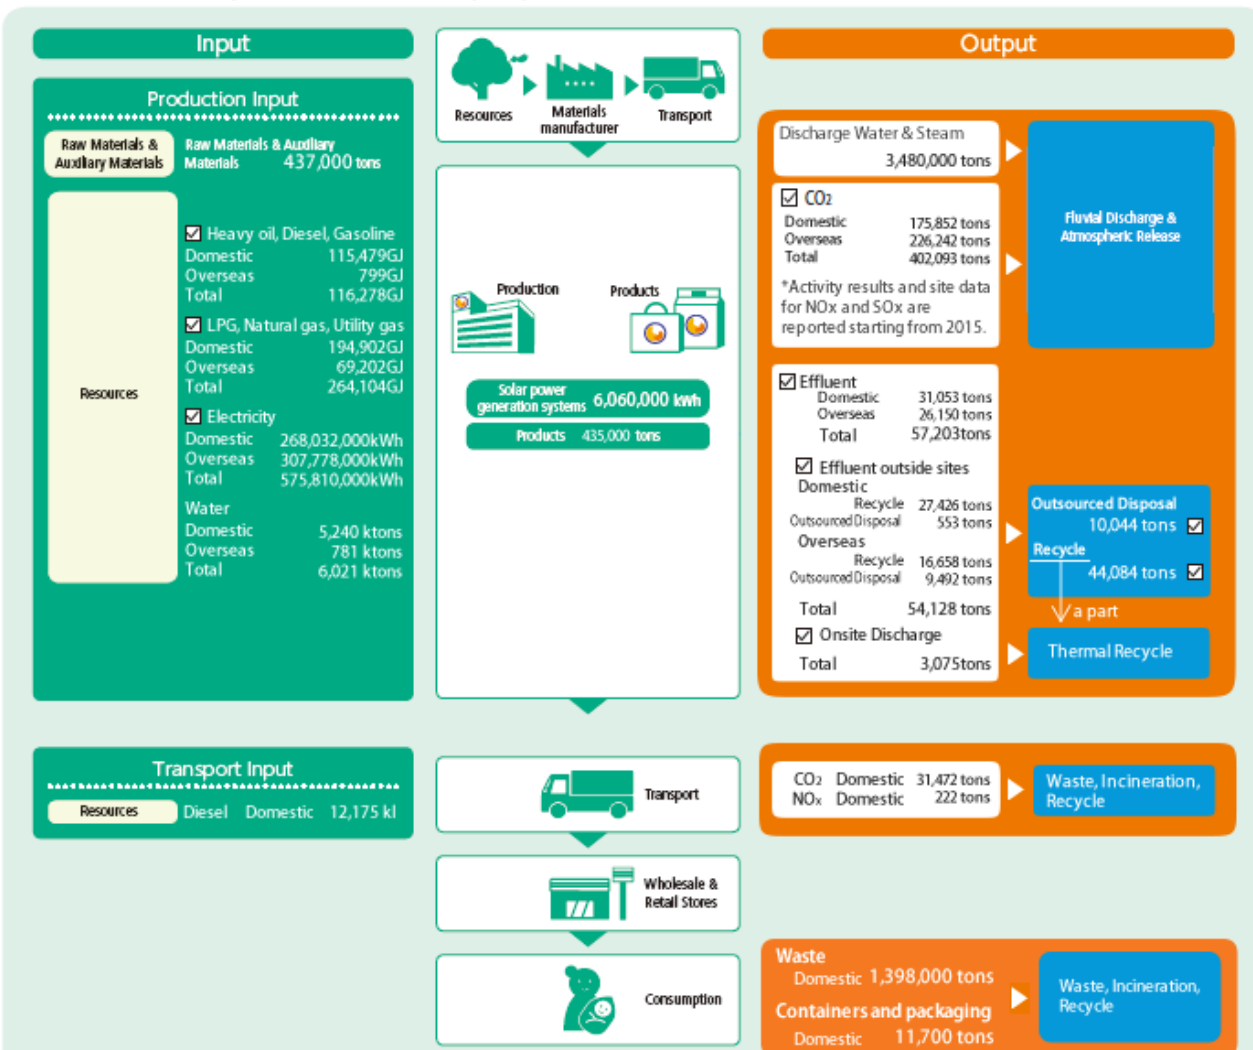 Input
Production Input
Raw Materials &
Auxiliary Materials
Raw Materials & Auxiliary
Materials 437,000 tons
Resources
Heavy oil, Diesel, Gasoline
Domestic 115,479GJ
Overseas 799GJ
Total 116,278GJ
LPG, Natural gas, Utility gas
Domestic 194,902GJ
Overseas 69,202GJ
Total 264,104GJ
Electricity
Domestic 268,032,000kWh
Overseas 307,778,000kWh
Total 575,810,000kWh
Water
Domestic 5,240 ktons
Overseas 781 ktons
Total 6,021 ktons
Transport Input
Resources
Diesel Domestic 12,175 kl
Resources
Materials
manufacturer
Transport
Production
Products
Solar power
generation systems 6,060,000 kwh
Products 435,000 tons
Transport
Wholesale &
Retail Stores
Consumption
Output
Discharge Water & Steam
3,480,000 tons
CO2
Domestic 175,852 tons
Overseas 226,242 tons
Total 402,093 tons
*Activity results and site data
for NOx and SOx are
reported starting from 2015.
Fluvial Discharge &
Atmospheric Release
Effluent
Domestic 31,053 tons
Overseas 26,150 tons
Total 57,203tons
Effluent outside sites
Domestic
Recycle 27,426 tons
Outsourced Disposal 553 tons
Overseas
Recycle 16,658 tons
Outsourced Disposal 9,492 tons
Total 54,128 tons
Onsite Discharge
Total 3,075tons
Outsourced Disposal
10,044 tons
Recycle
44,084 tons
a part
Thermal Recycle
CO2 Domestic 31,472 tons
NOx Domestic 222 tons
Waste, Incineration,
Recycle
Waste
Domestic 1,398,000 tons
Containers and packaging
Domestic 11,700 tons
Waste, Incineration,
Recycle